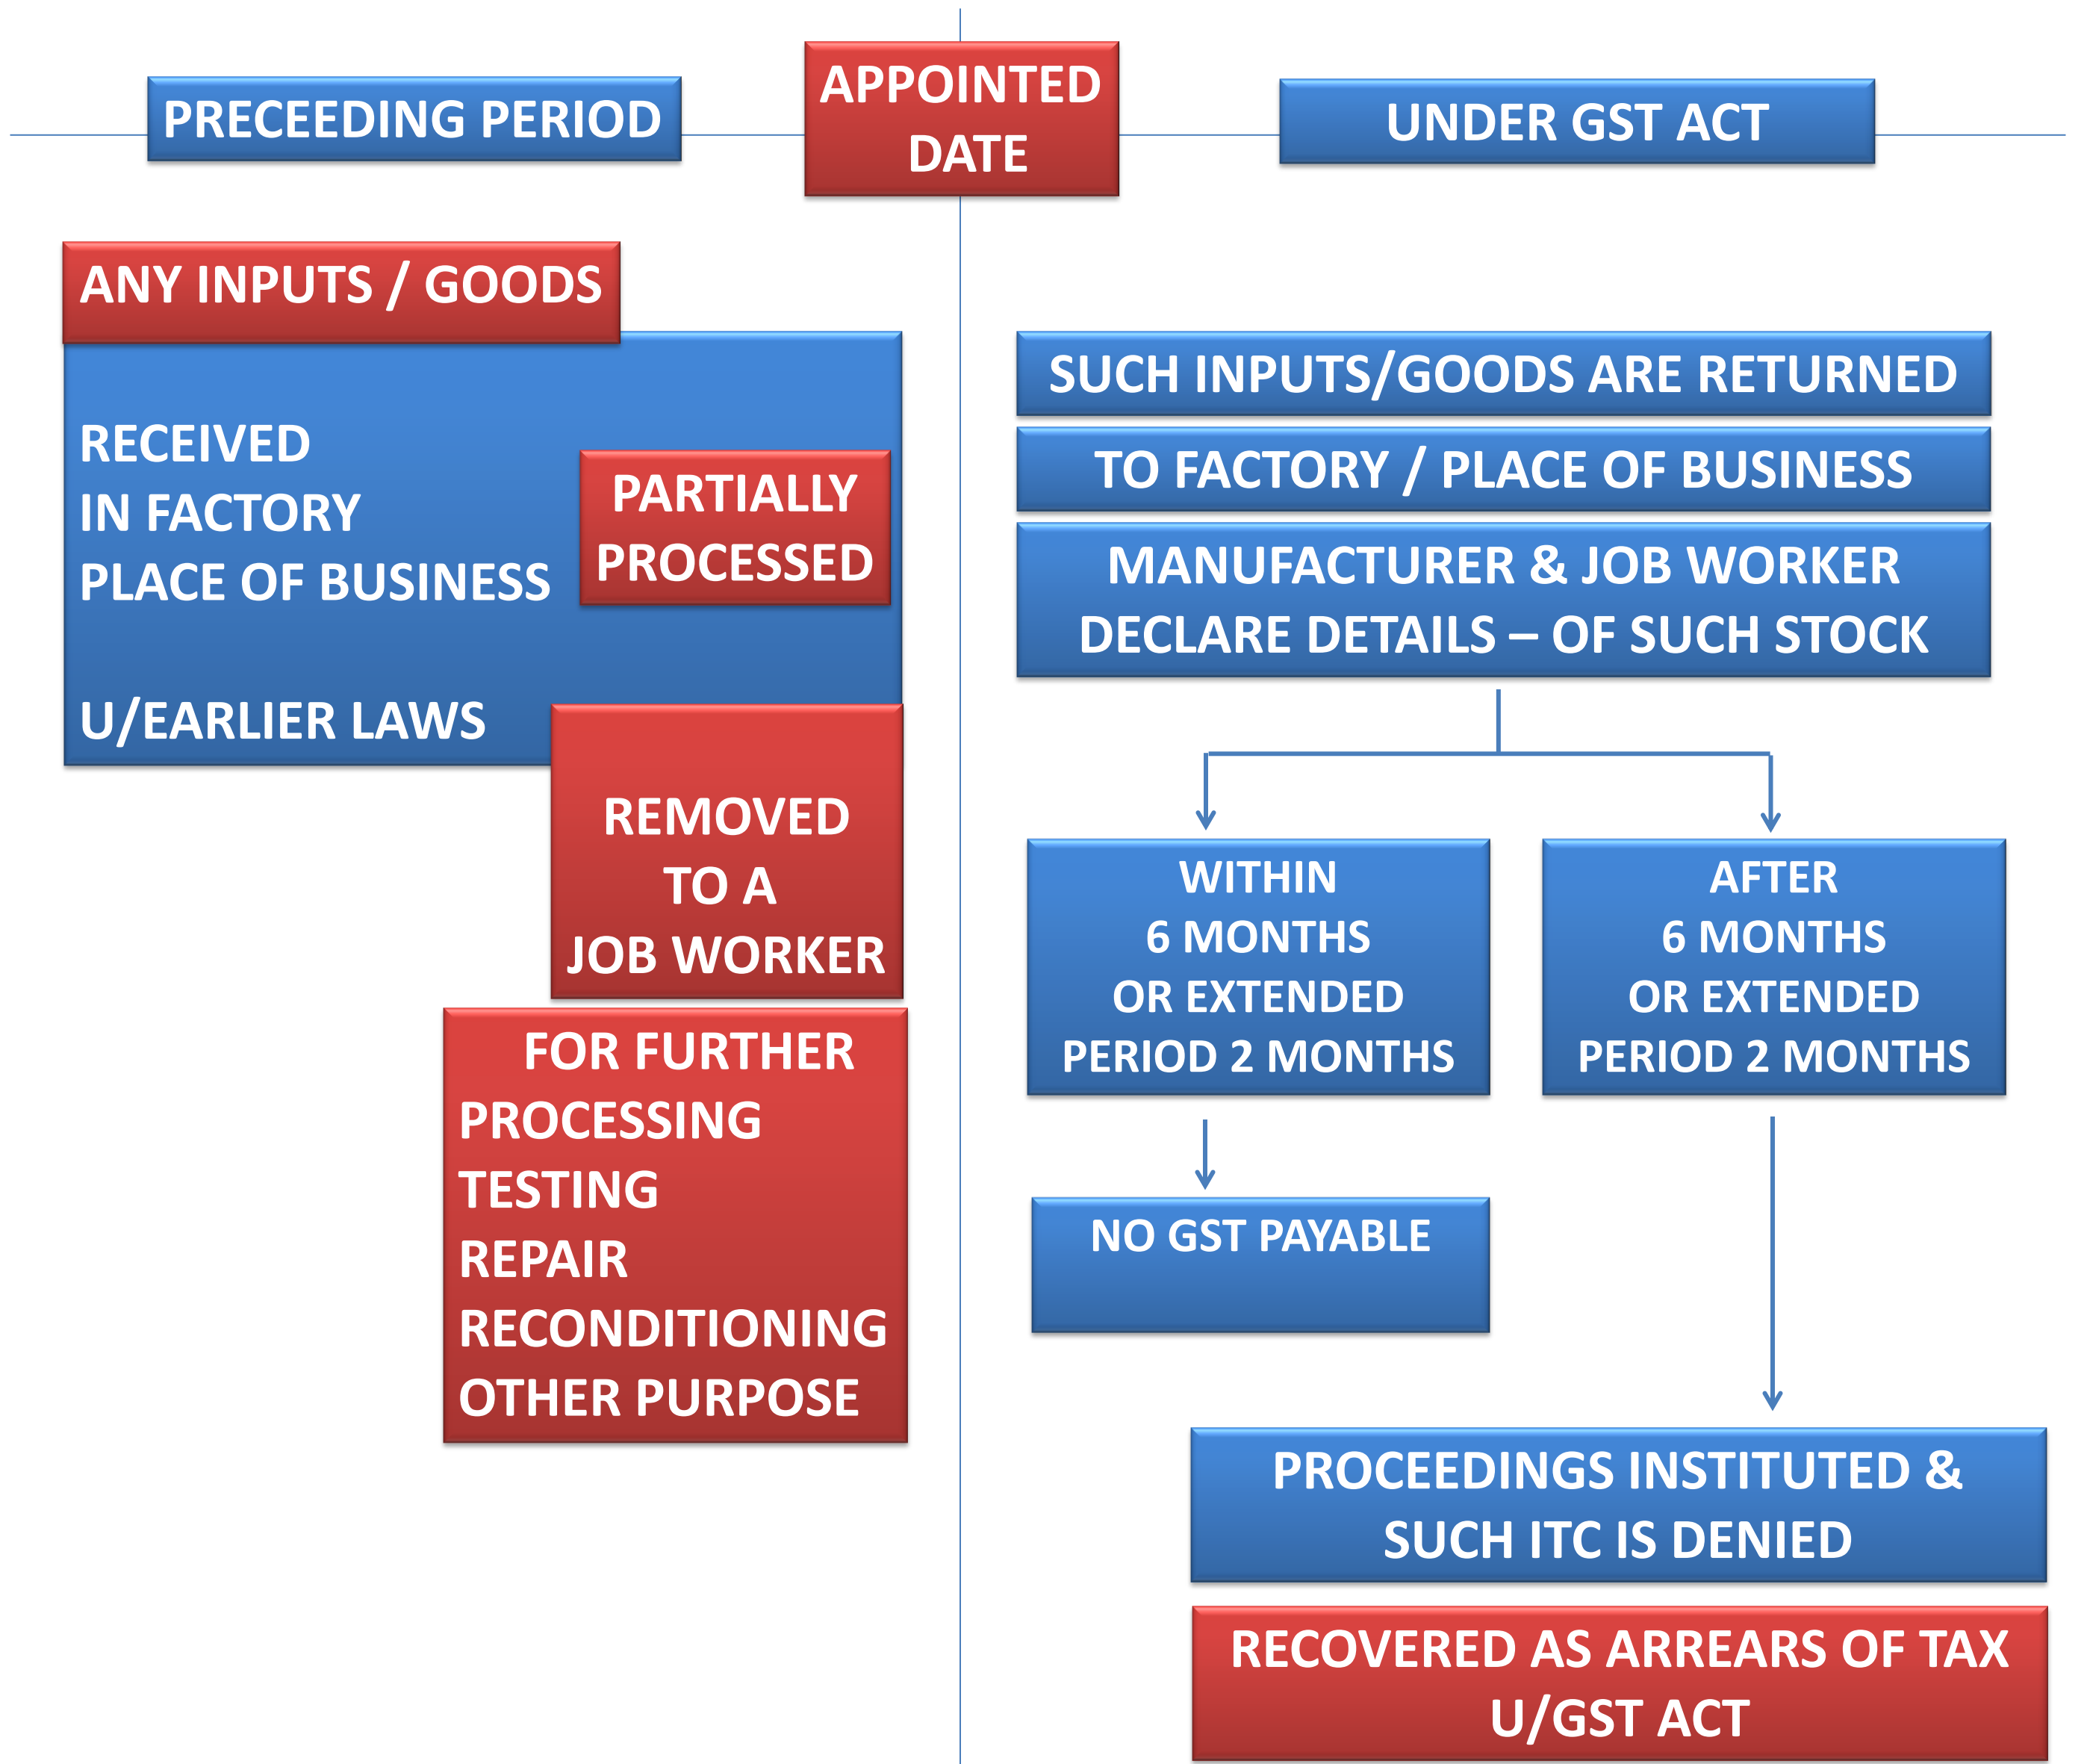 PRECEEDING PERIOD
APPOINTED
DATE
UNDER GST ACT
ANY INPUTS / GOODS
RECEIVED
IN FACTORY
PLACE OF BUSINESS
U/EARLIER LAWS
PARTIALLY
PROCESSED
REMOVED
TO A
JOB WORKER
FOR FURTHER
PROCESSING
TESTING
REPAIR
RECONDITIONING
OTHER PURPOSE
SUCH INPUTS/GOODS ARE RETURNED
TO FACTORY / PLACE OF BUSINESS
MANUFACTURER & JOB WORKER
DECLARE DETAILS – OF SUCH STOCK
WITHIN
6 MONTHS
OR EXTENDED
PERIOD 2 MONTHS
AFTER
6 MONTHS
OR EXTENDED
PERIOD 2 MONTHS
NO GST PAYABLE
PROCEEDINGS INSTITUTED &
SUCH ITC IS DENIED
RECOVERED AS ARREARS OF TAX
U/GST ACT